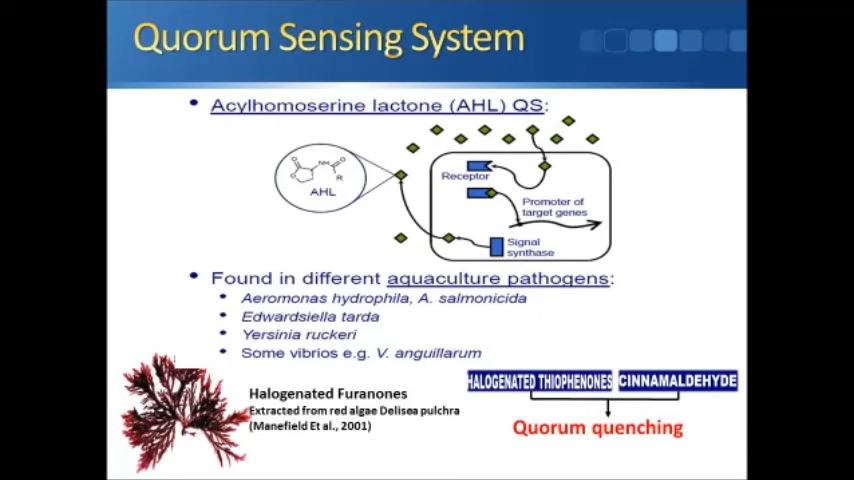 Quorum Sensing System
• Acylhomoserine lactone (AHL) QS:
O
NH
O
O
R
AHL
Receptor
Promoter of
target genes
Signal
synthase
• Found in different aquaculture pathogens:
• Aeromonas hydrophila, A. salmonicida
• Edwardsiella tarda
• Yersinia ruckeri
• Some vibrios e.g. V. anguillarum
Halogenated Furanones
Extracted from red algae Delisea pulchra
(Manefield Et al., 2001)
HALOGENATED THIOPHENONES
CINNAMALDEHYDE
Quorum quenching